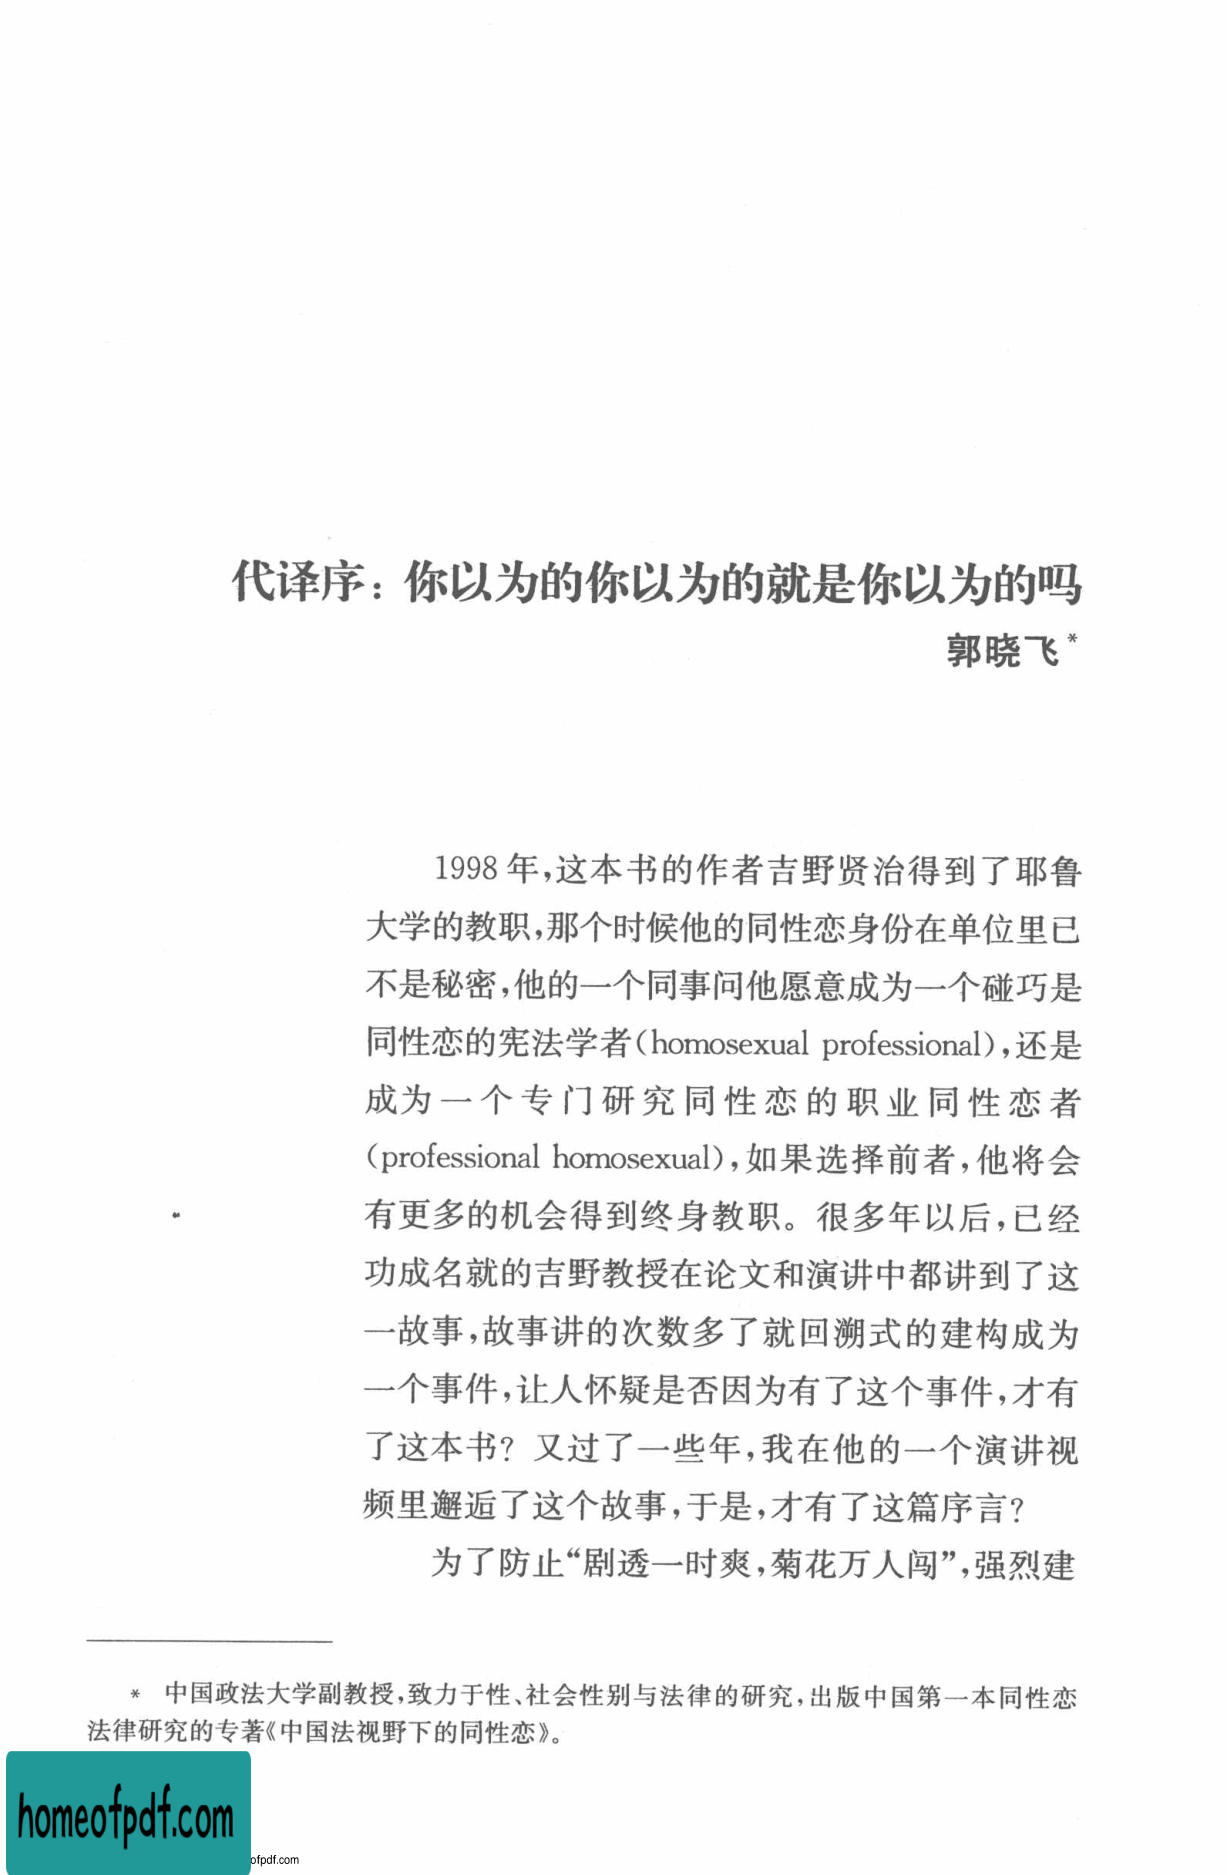 代译序：你以为的你以为的就是你以为的吗
郭晓飞*
1998年，这本书的作者吉野贤治得到了耶鲁
大学的教职，那个时候他的同性恋身份在单位里已
不是秘密，他的一个同事问他愿意成为一个碰巧是
同性恋的宪法学者(homosexual professional)，还是
成为一个专门研究同性恋的职业同性恋者
(professional homosexual)，如果选择前者，他将会
有更多的机会得到终身教职。很多年以后，已经
功成名就的吉野教授在论文和演讲中都讲到了这
一故事，故事讲的次数多了就回溯式的建构成为
一个事件，让人怀疑是否因为有了这个事件，才有
了这本书？又过了一些年，我在他的一个演讲视
频里邂逅了这个故事，于是，才有了这篇序言？
为了防止“剧透一时爽，菊花万人闯”，强烈建
* 中国政法大学副教授，致力于性、社会性别与法律的研究，出版中国第一本同性恋
法律研究的专著《中国法视野下的同性恋》。
homeofpdf.com
ofpdf.com